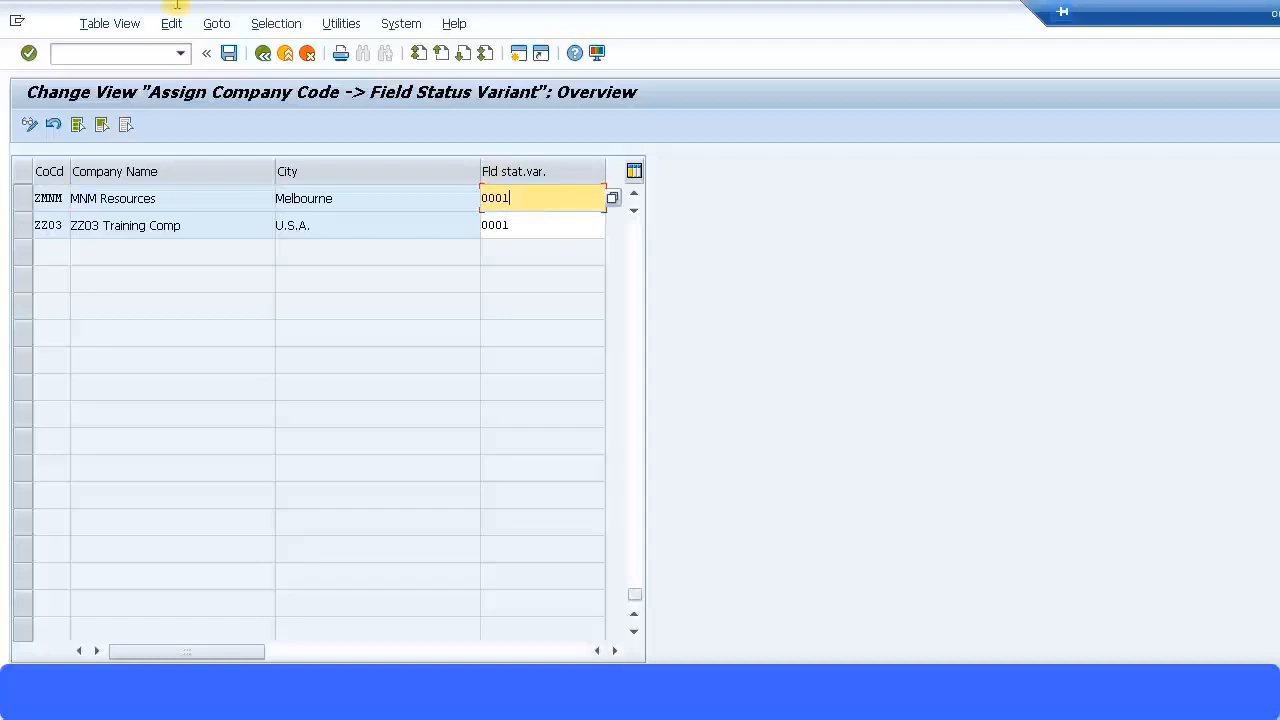 Table View Edit Goto Selection Utilities System Help
Change View "Assign Company Code -> Field Status Variant": Overview
CoCd Company Name City Fld stat.var.
ZMNM MNM Resources Melbourne 0001
ZZ03 ZZ03 Training Comp U.S.A. 0001